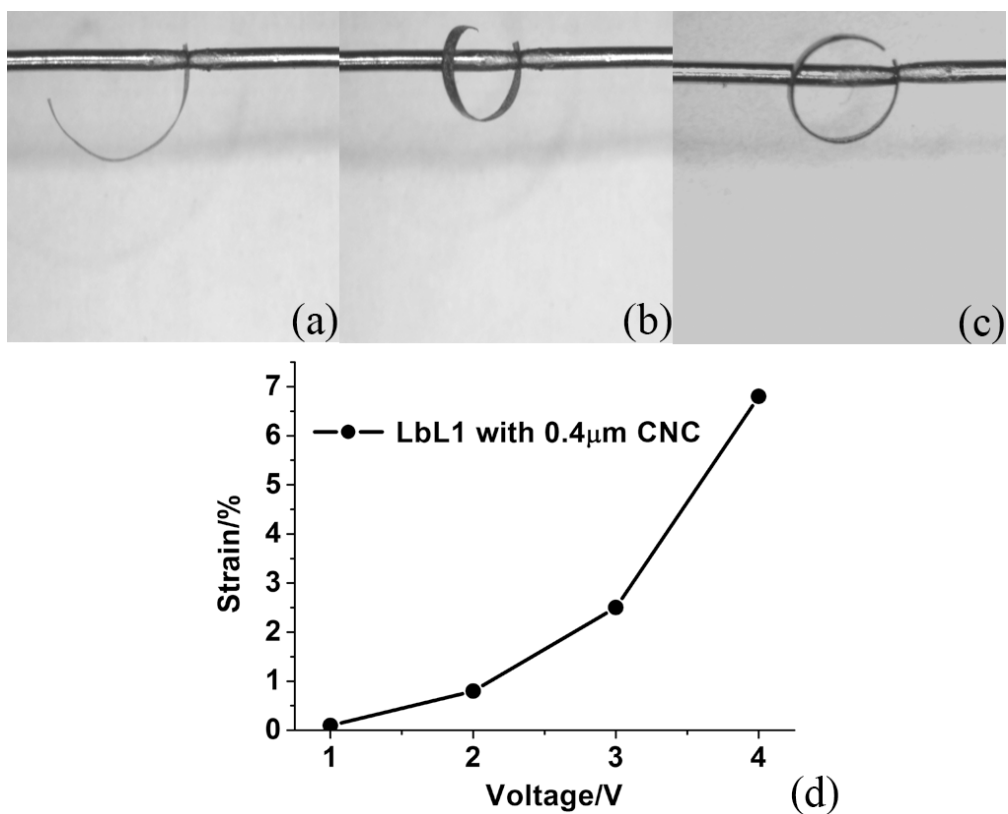 (a)
(b)
(c)
7
6
5
4
3
2
1
0
Strain/%
LbL1 with 0.4μm CNC
1 2 3 4
Voltage/V
(d)